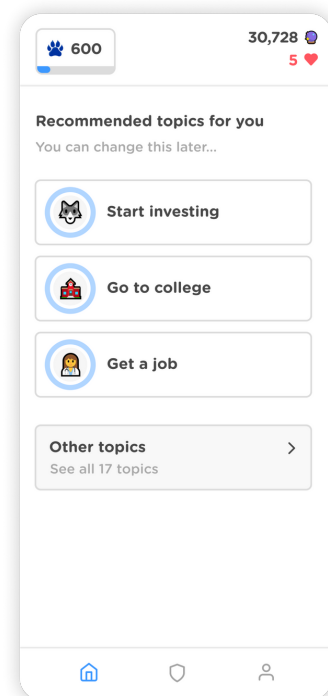 600
30,728
5
Recommended topics for you
You can change this later...
Start investing
Go to college
Get a job
Other topics
See all 17 topics